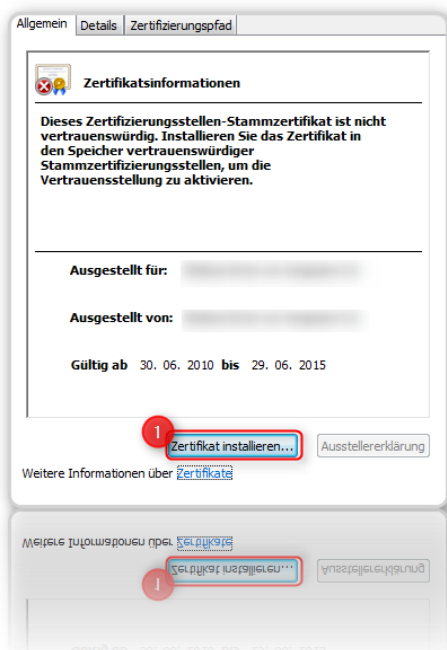 Allgemein Details Zertifizierungspfad
Zertifikatsinformationen
Dieses Zertifizierungsstellen-Stammzertifikat ist nicht
vertrauenswürdig. Installieren Sie das Zertifikat in
den Speicher vertrauenswürdiger
Stammzertifizierungsstellen, um die
Vertrauensstellung zu aktivieren.
Ausgestellt für:
Ausgestellt von:
Gültig ab 30. 06. 2010 bis 29. 06. 2015
1
Zertifikat installieren... Ausstellererklärung
Weitere Informationen über Zertifikate